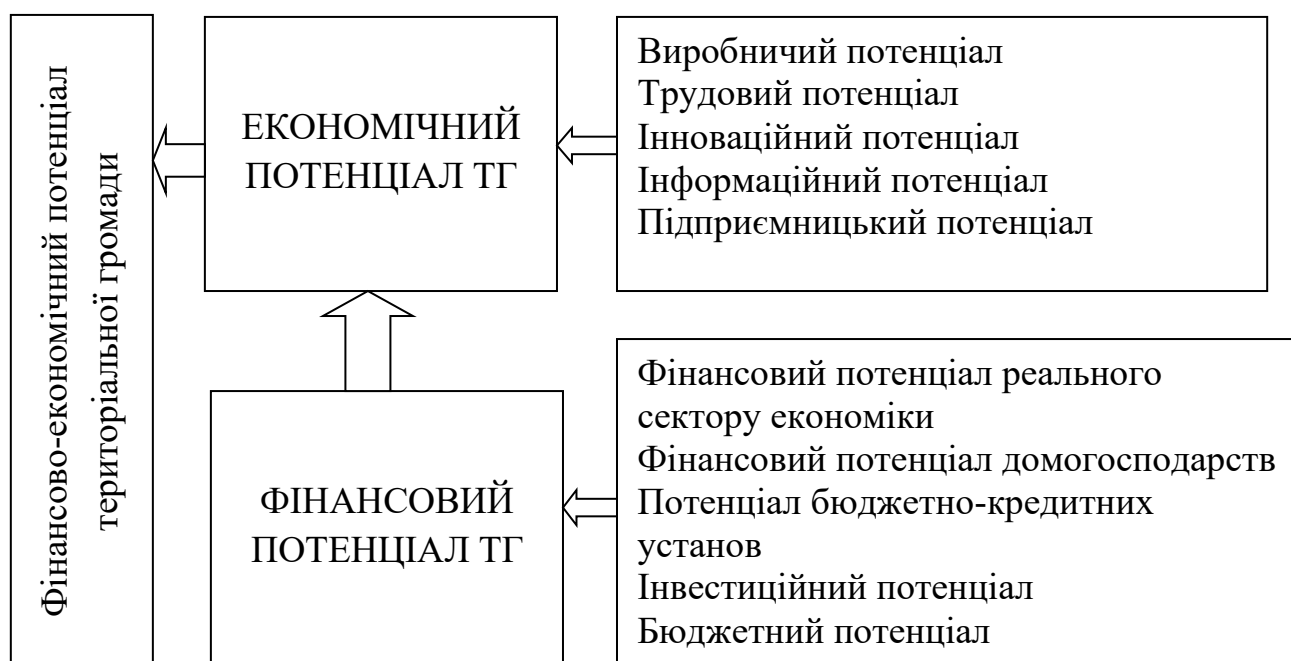 Фінансово-економічний потенціал
територіальної громади
ЕКОНОМІЧНИЙ
ПОТЕНЦІАЛ ТГ
Виробничий потенціал
Трудовий потенціал
Інноваційний потенціал
Інформаційний потенціал
Підприємницький потенціал
ФІНАНСОВИЙ
ПОТЕНЦІАЛ ТГ
Фінансовий потенціал реального
сектору економіки
Фінансовий потенціал домогосподарств
Потенціал бюджетно-кредитних
установ
Інвестиційний потенціал
Бюджетний потенціал